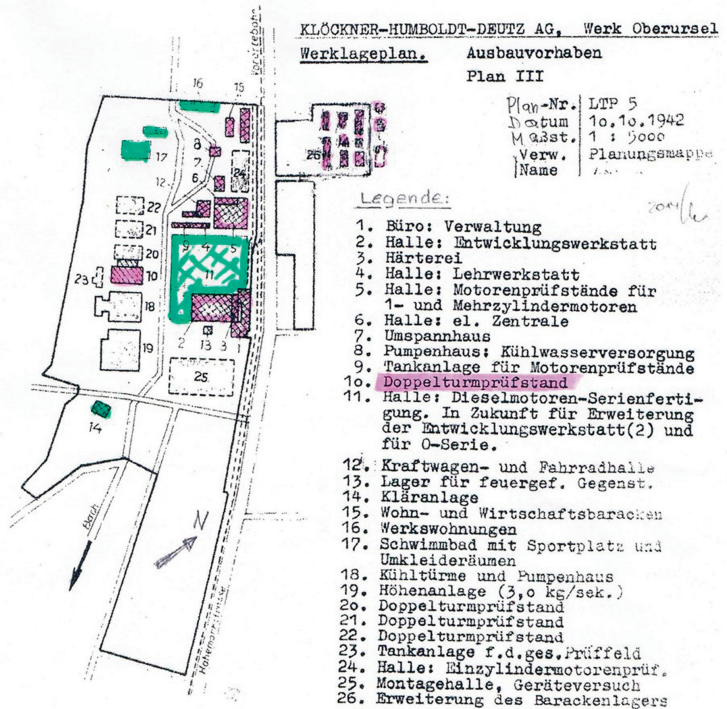 KLÖCKNER-HUMBOLDT-DEUTZ AG, Werk Oberursel
Werklageplan.
Ausbauvorhaben
Plan III
Plan-Nr. LTP 5
Datum 10.10.1942
Maßst. 1 : 5000
Verw. Planungsmappe
Name
Legende:
1. Büro: Verwaltung
2. Halle: Entwicklungswerkstatt
3. Härterei
4. Halle: Lehrwerkstatt
5. Halle: Motorenprüfstände für
1- und Mehrzylindermotoren
6. Halle: el. Zentrale
7. Umspannhaus
8. Pumpenhaus: Kühlwasserversorgung
9. Tankanlage für Motorenprüfstände
10. Doppelturmprüfstand
11. Halle: Dieselmotoren-Serienferti-
gung. In Zukunft für Erweiterung
der Entwicklungswerkstatt(2) und
für O-Serie.
12. Kraftwagen- und Fahrradhalle
13. Lager für feuergef. Gegenst.
14. Kläranlage
15. Wohn- und Wirtschaftsbaracken
16. Werkswohnungen
17. Schwimmbad mit Sportplatz und
Umkleideräumen
18. Kühltürme und Pumpenhaus
19. Höhenanlage (3,0 kg/sek.)
20. Doppelturmprüfstand
21. Doppelturmprüfstand
22. Doppelturmprüfstand
23. Tankanlage f.d.ges.Prüffeld
24. Halle: Einzylindermotorenprüf.
25. Montagehalle, Geräteversuch
26. Erweiterung des Barackenlagers
16
15
17
8
7
6
24
26
12
22
21
20
23
10
9
4
5
11
18
2
13
3
1
19
25
14
Bach
N